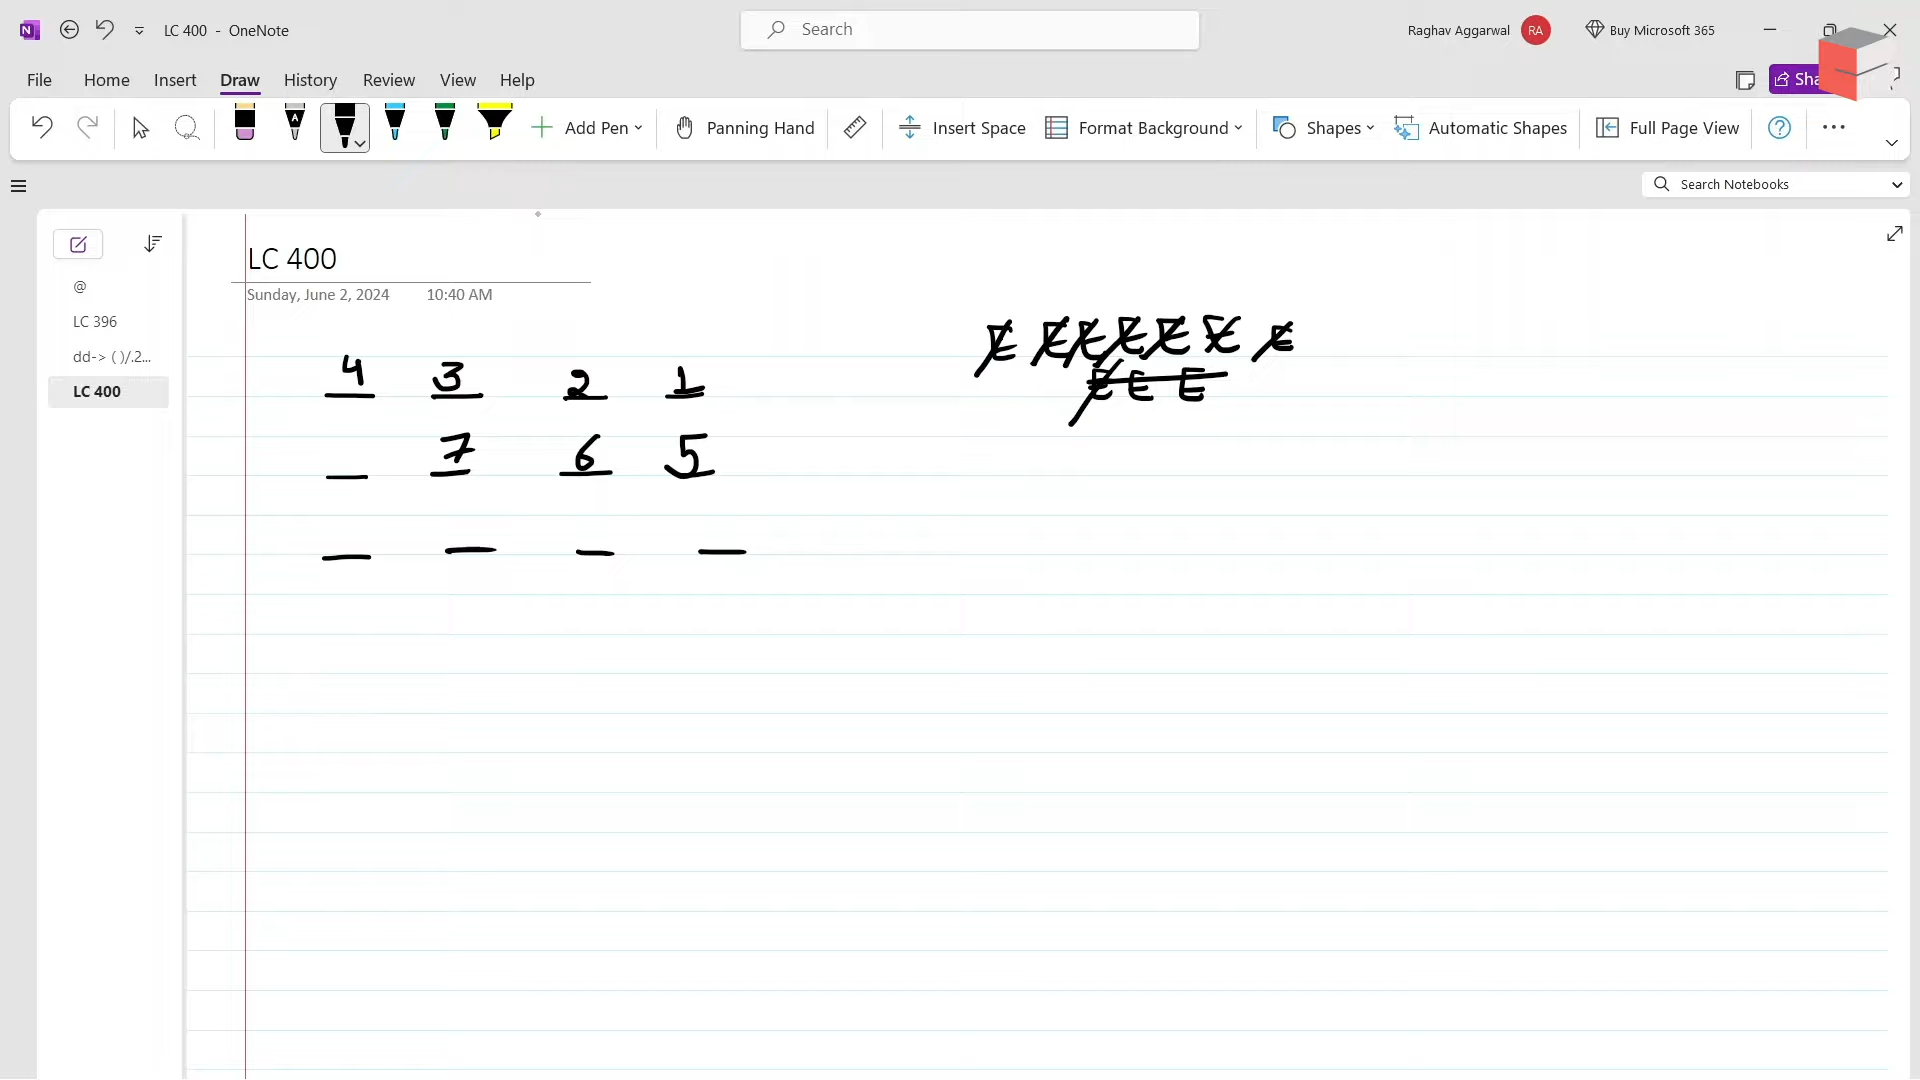 LC 400 - OneNote
Search
Raghav Aggarwal
RA
Buy Microsoft 365
File Home Insert Draw History Review View Help
Add Pen
Panning Hand
Insert Space
Format Background
Shapes
Automatic Shapes
Full Page View
Search Notebooks
@
LC 396
dd-> ( )/.2...
LC 400
LC 400
Sunday, June 2, 2024 10:40 AM
4 3 2 1
7 6 5
E E E E E E E
E E E